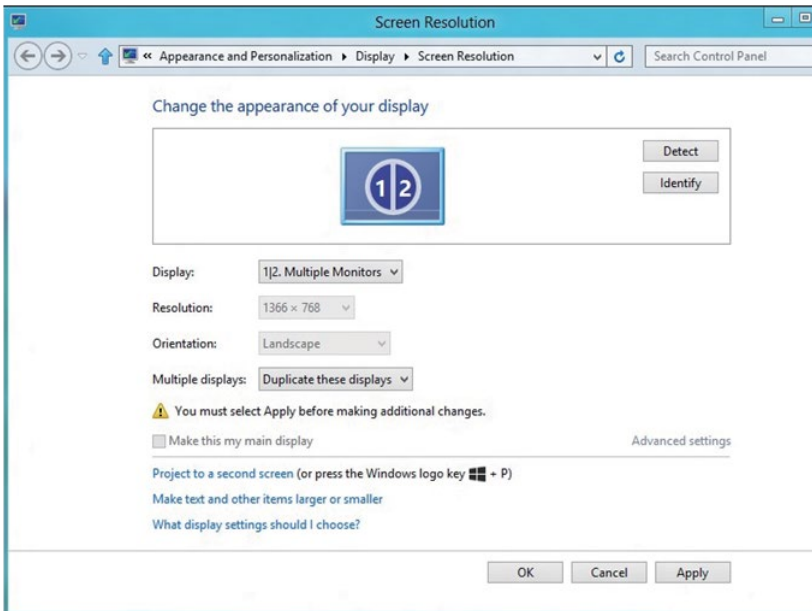 Screen Resolution
« Appearance and Personalization ▸ Display ▸ Screen Resolution
Search Control Panel
Change the appearance of your display
1|2
Detect
Identify
Display: 1|2. Multiple Monitors
Resolution: 1366 × 768
Orientation: Landscape
Multiple displays: Duplicate these displays
You must select Apply before making additional changes.
Make this my main display
Advanced settings
Project to a second screen (or press the Windows logo key + P)
Make text and other items larger or smaller
What display settings should I choose?
OK Cancel Apply